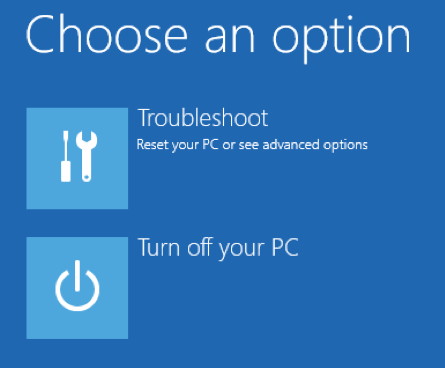 Choose an option
Troubleshoot
Reset your PC or see advanced options
Turn off your PC